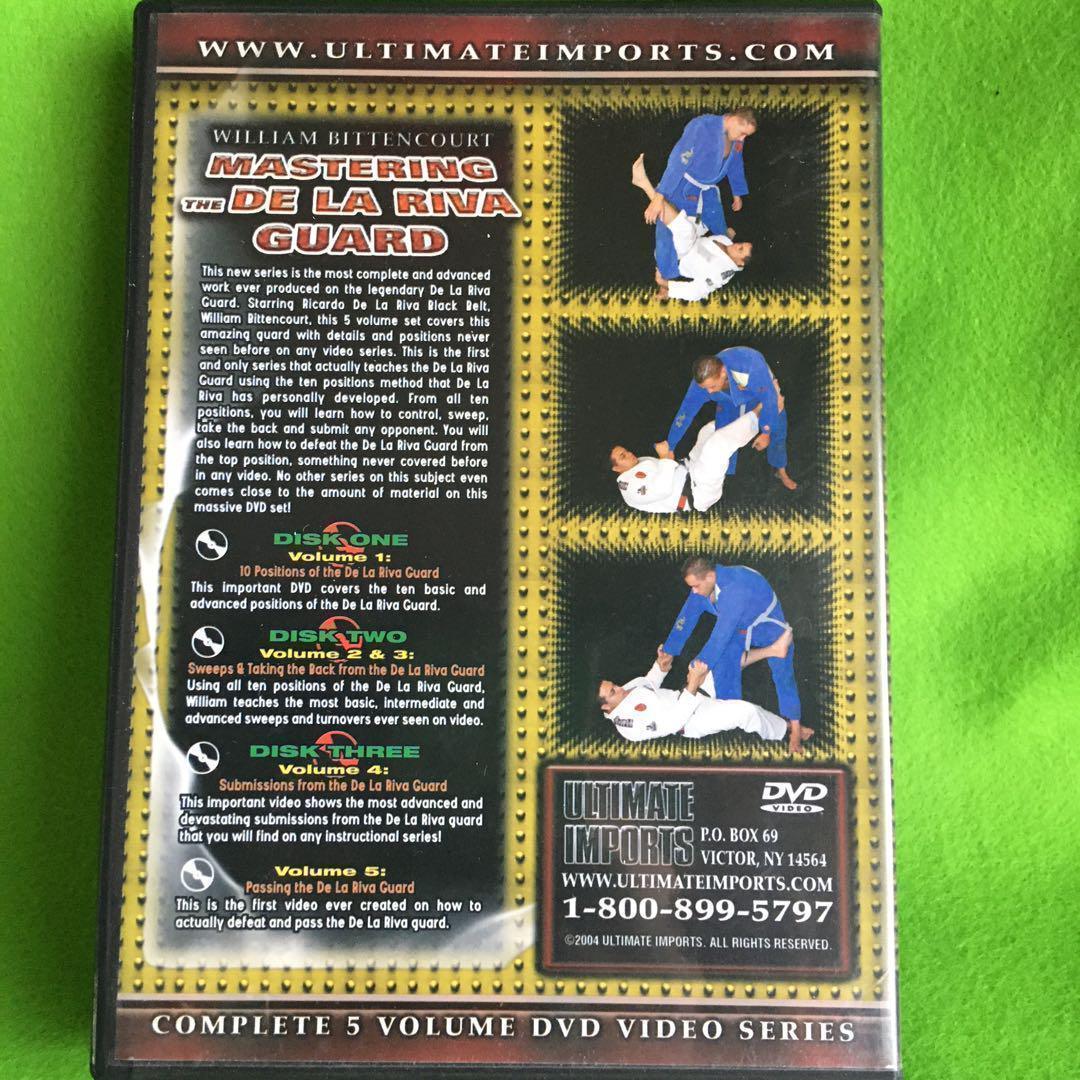 WWW.ULTIMATEIMPORTS.COM
WILLIAM BITTENCOURT
MASTERING
THE DE LA RIVA
GUARD
This new series is the most complete and advanced
work ever produced on the legendary De La Riva
Guard. Starring Ricardo De La Riva Black Belt,
William Bittencourt, this 5 volume set covers this
amazing guard with details and positions never
seen before on any video series. This is the first
and only series that actually teaches the De La Riva
Guard using the ten positions method that De La
Riva has personally developed. From all ten
positions, you will learn how to control, sweep,
take the back and submit any opponent. You will
also learn how to defeat the De La Riva Guard from
the top position, something never covered before
in any video. No other series on this subject even
comes close to the amount of material on this
massive DVD set!
DISK ONE
Volume 1:
10 Positions of the De La Riva Guard
This important DVD covers the ten basic and
advanced positions of the De La Riva Guard.
DISK TWO
Volume 2 & 3:
Sweeps & Taking the Back from the De La Riva Guard
Using all ten positions of the De La Riva Guard,
William teaches the most basic, intermediate and
advanced sweeps and turnovers ever seen on video.
DISK THREE
Volume 4:
Submissions from the De La Riva Guard
This important video shows the most advanced and
devastating submissions from the De La Riva guard
that you will find on any instructional series!
Volume 5:
Passing the De La Riva Guard
This is the first video ever created on how to
actually defeat and pass the De La Riva guard.
ULTIMATE
IMPORTS
DVD
VIDEO
P.O. BOX 69
VICTOR, NY 14564
WWW.ULTIMATEIMPORTS.COM
1-800-899-5797
©2004 ULTIMATE IMPORTS. ALL RIGHTS RESERVED.
COMPLETE 5 VOLUME DVD VIDEO SERIES